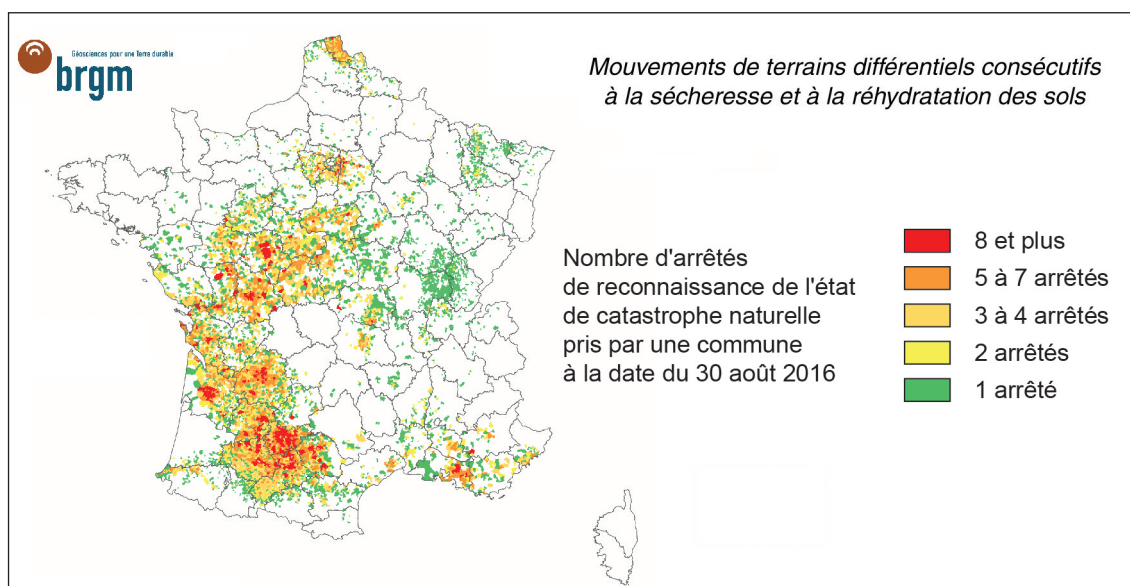 Géosciences pour une Terre durable
brgm
Mouvements de terrains différentiels consécutifs
à la sécheresse et à la réhydratation des sols
Nombre d'arrêtés
de reconnaissance de l'état
de catastrophe naturelle
pris par une commune
à la date du 30 août 2016
8 et plus
5 à 7 arrêtés
3 à 4 arrêtés
2 arrêtés
1 arrêté